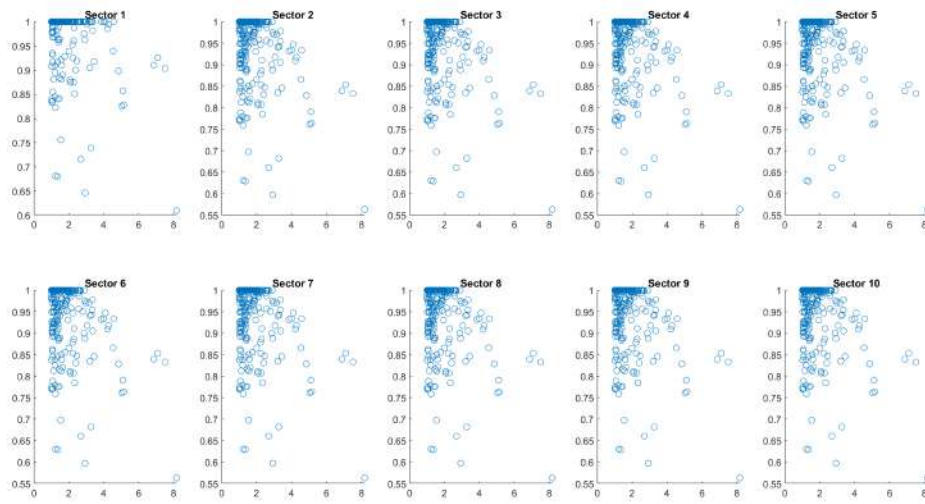 Sector 1 Sector 2 Sector 3 Sector 4 Sector 5
1 1 1 1 1
0.95 0.95 0.95 0.95 0.95
0.9 0.9 0.9 0.9 0.9
0.85 0.85 0.85 0.85 0.85
0.8 0.8 0.8 0.8 0.8
0.75 0.75 0.75 0.75 0.75
0.7 0.7 0.7 0.7 0.7
0.65 0.65 0.65 0.65 0.65
0.6 0.6 0.6 0.6 0.6
0.55 0.55 0.55 0.55
0 2 4 6 8 0 2 4 6 8 0 2 4 6 8 0 2 4 6 8 0 2 4 6 8
Sector 6 Sector 7 Sector 8 Sector 9 Sector 10
1 1 1 1 1
0.95 0.95 0.95 0.95 0.95
0.9 0.9 0.9 0.9 0.9
0.85 0.85 0.85 0.85 0.85
0.8 0.8 0.8 0.8 0.8
0.75 0.75 0.75 0.75 0.75
0.7 0.7 0.7 0.7 0.7
0.65 0.65 0.65 0.65 0.65
0.6 0.6 0.6 0.6 0.6
0.55 0.55 0.55 0.55 0.55
0 2 4 6 8 0 2 4 6 8 0 2 4 6 8 0 2 4 6 8 0 2 4 6 8